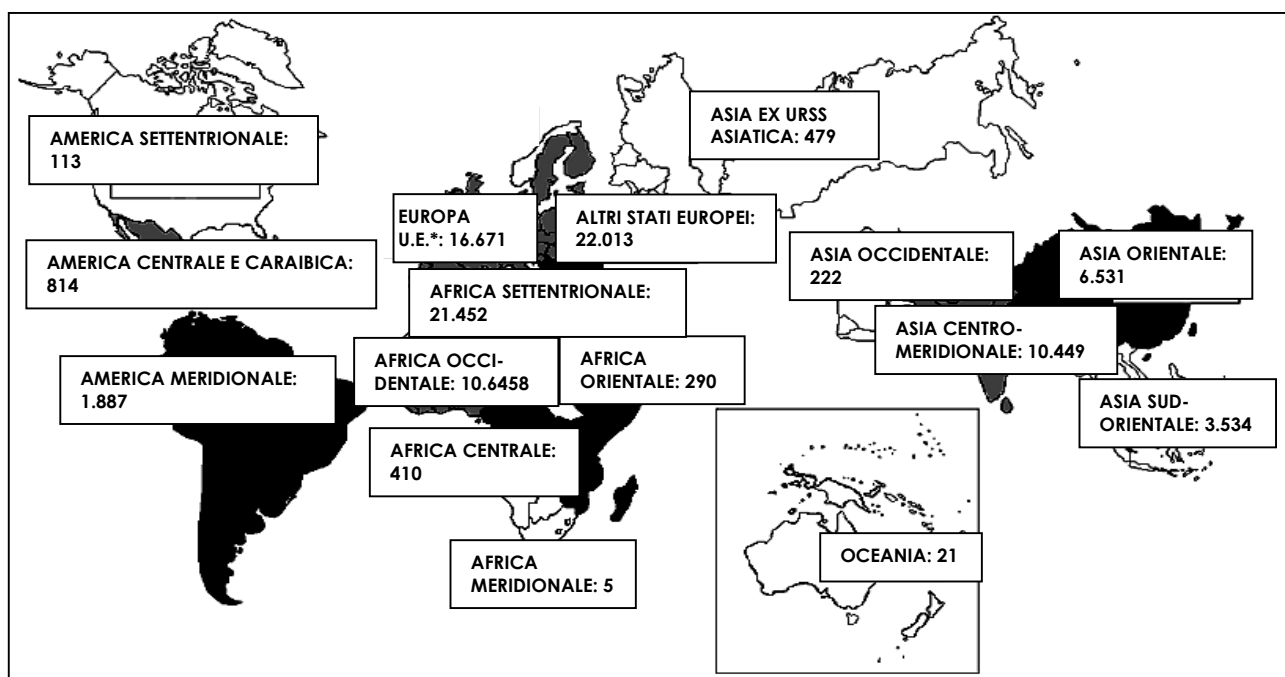 AMERICA SETTENTRIONALE:
113
ASIA EX URSS
ASIATICA: 479
EUROPA
U.E.*: 16.671
ALTRI STATI EUROPEI:
22.013
AMERICA CENTRALE E CARAIBICA:
814
ASIA OCCIDENTALE:
222
ASIA ORIENTALE:
6.531
AFRICA SETTENTRIONALE:
21.452
ASIA CENTRO-
MERIDIONALE: 10.449
AMERICA MERIDIONALE:
1.887
AFRICA OCCI-
DENTALE: 10.6458
AFRICA
ORIENTALE: 290
ASIA SUD-
ORIENTALE: 3.534
AFRICA CENTRALE:
410
OCEANIA: 21
AFRICA
MERIDIONALE: 5